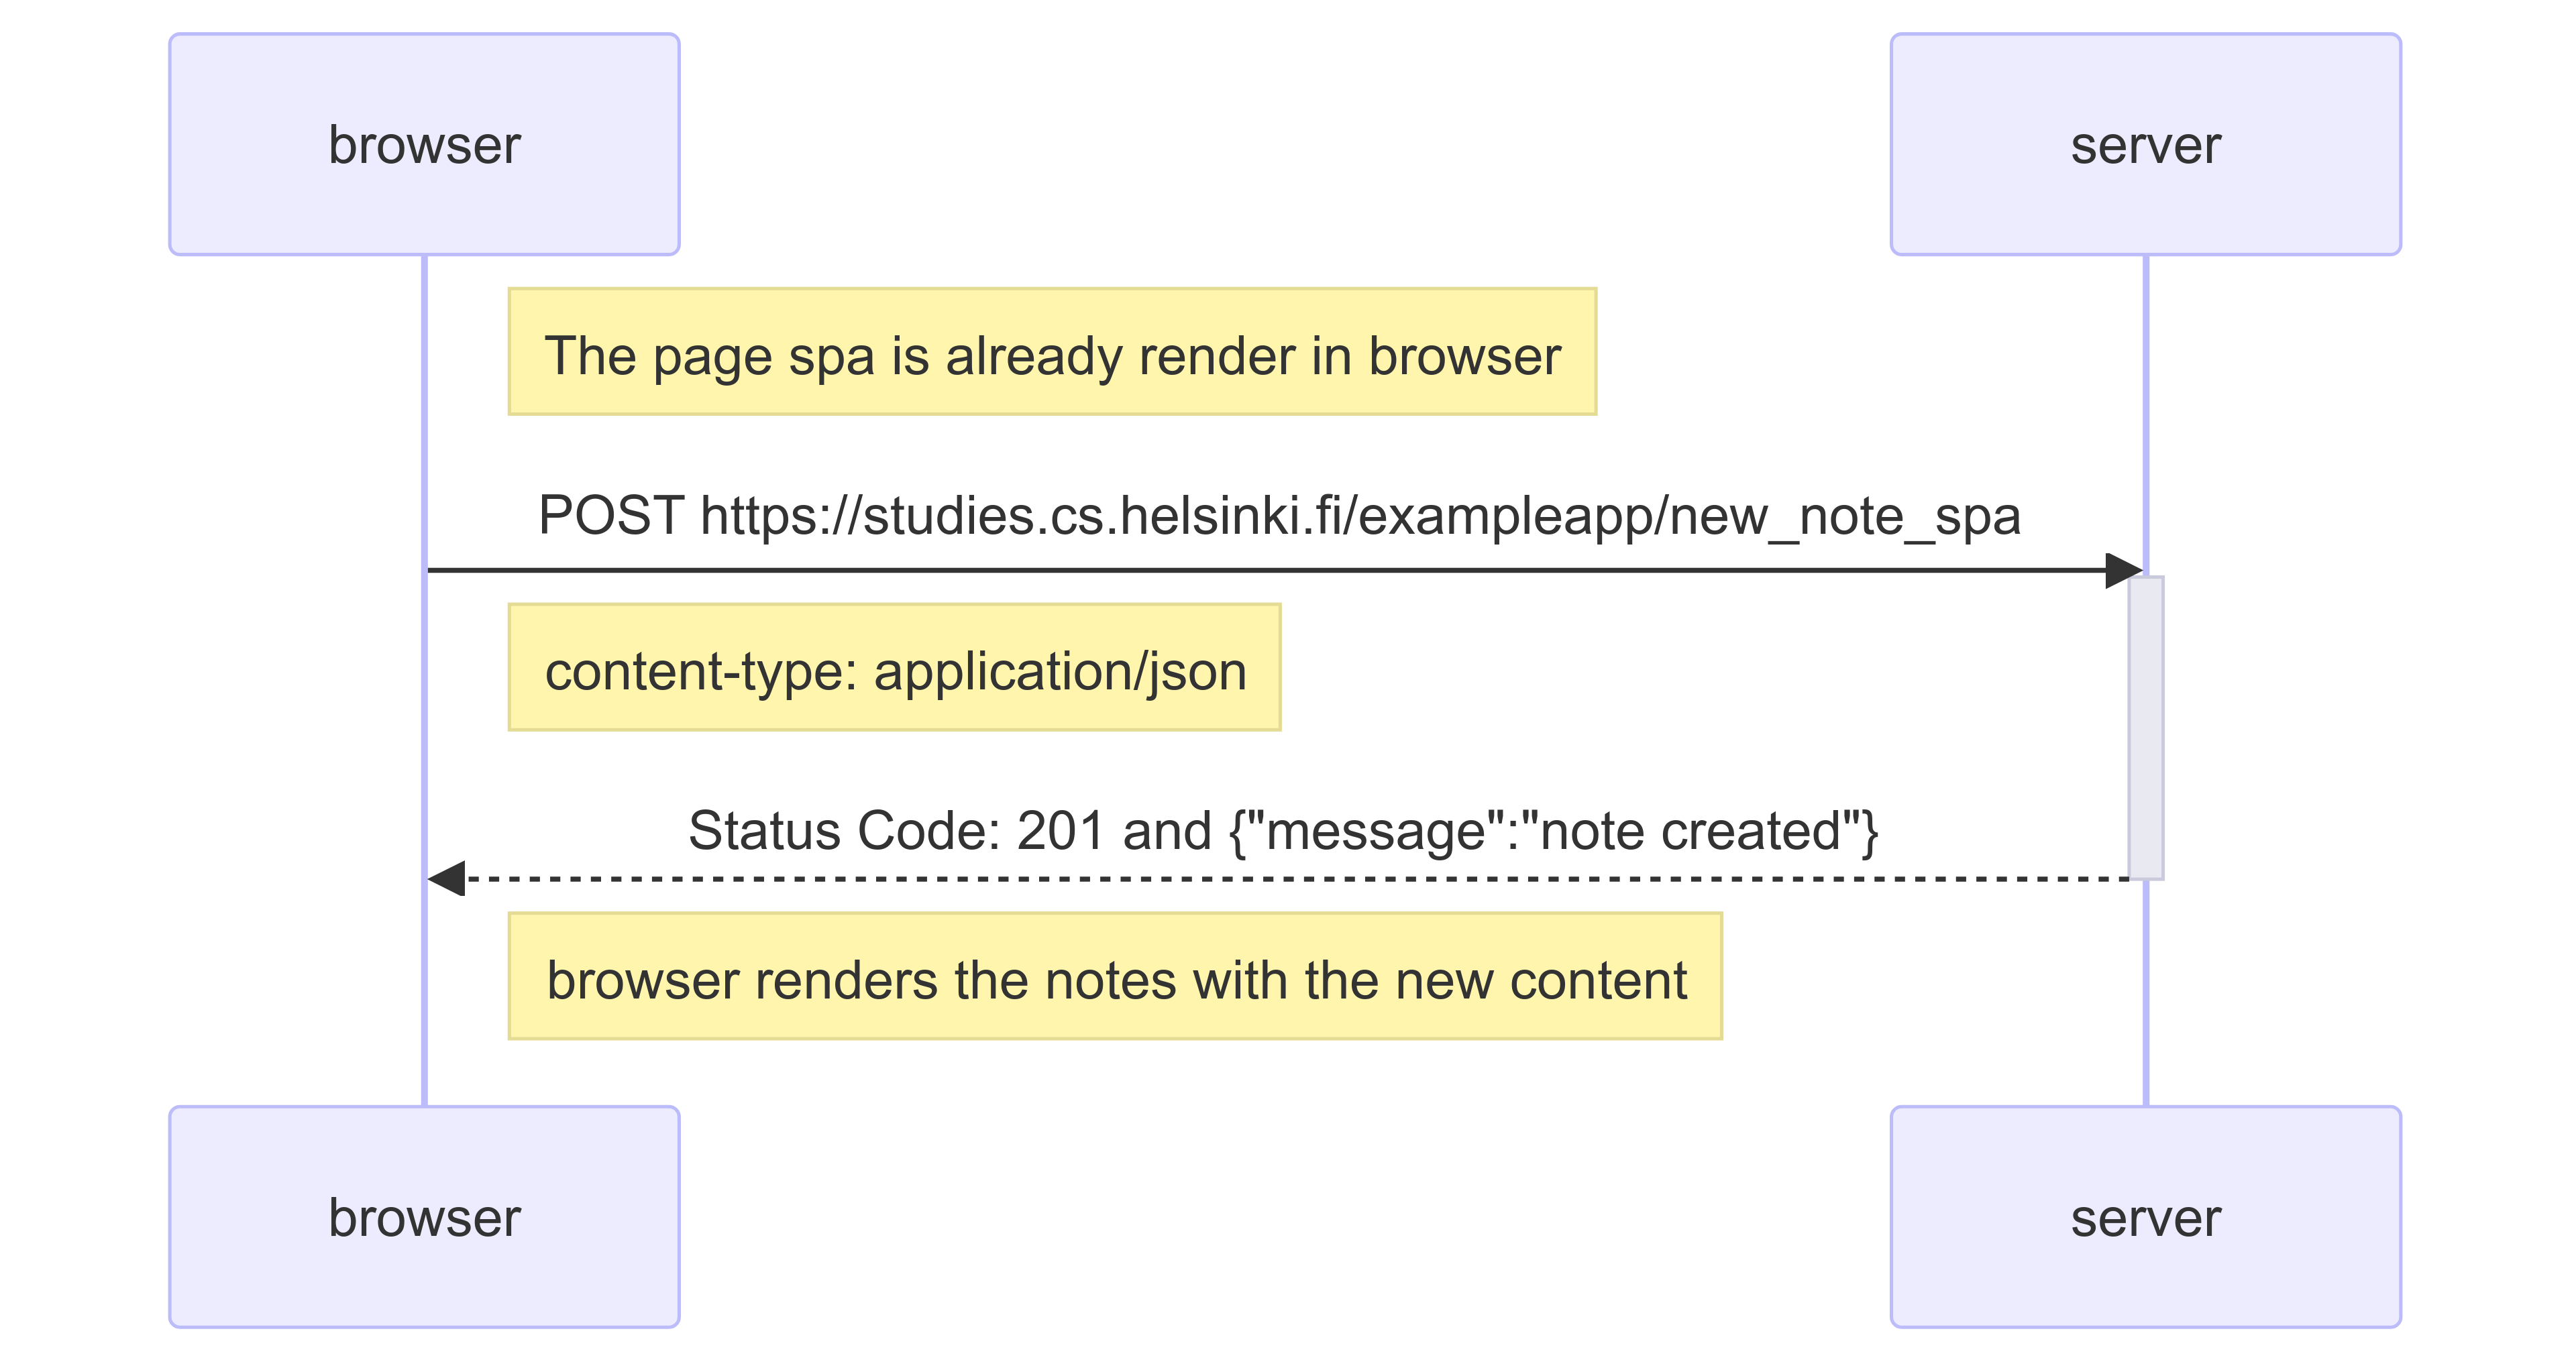 browser
server
The page spa is already render in browser
POST https://studies.cs.helsinki.fi/exampleapp/new_note_spa
content-type: application/json
Status Code: 201 and {"message":"note created"}
browser renders the notes with the new content
browser
server